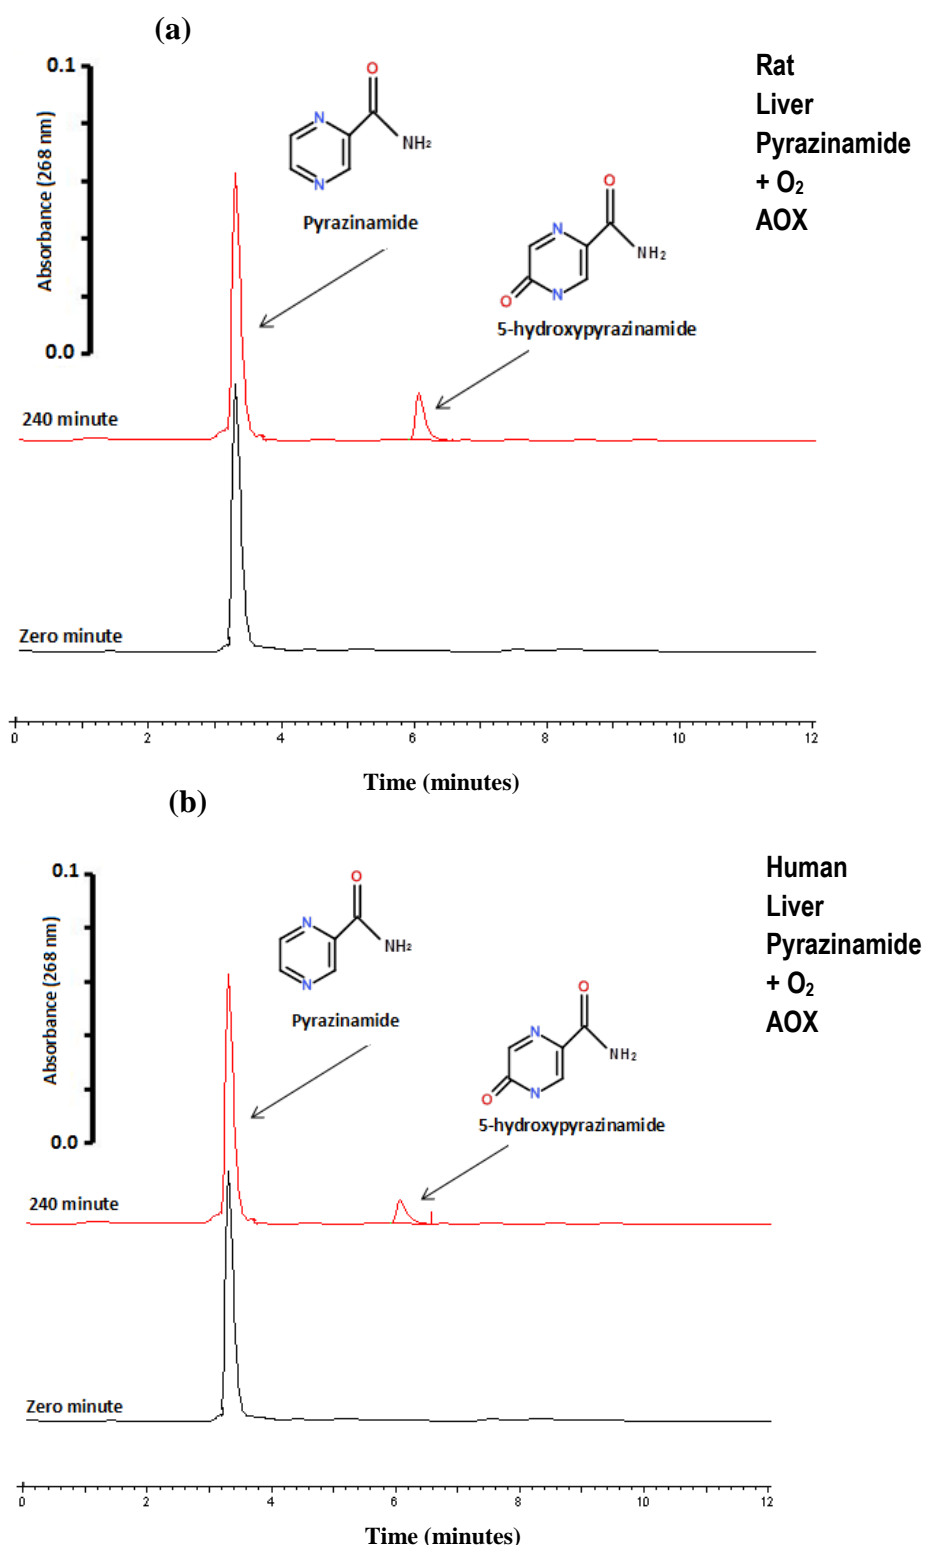 (a)
0.1
Absorbance (268 nm)
0.0
O
N
N
NH2
Pyrazinamide
O
N
N
O
NH2
5-hydroxypyrazinamide
Rat
Liver
Pyrazinamide
+ O2
AOX
240 minute
Zero minute
0 2 4 6 8 10 12
Time (minutes)
(b)
0.1
Absorbance (268 nm)
0.0
O
N
N
NH2
Pyrazinamide
O
N
N
O
NH2
5-hydroxypyrazinamide
Human
Liver
Pyrazinamide
+ O2
AOX
240 minute
Zero minute
0 2 4 6 8 10 12
Time (minutes)